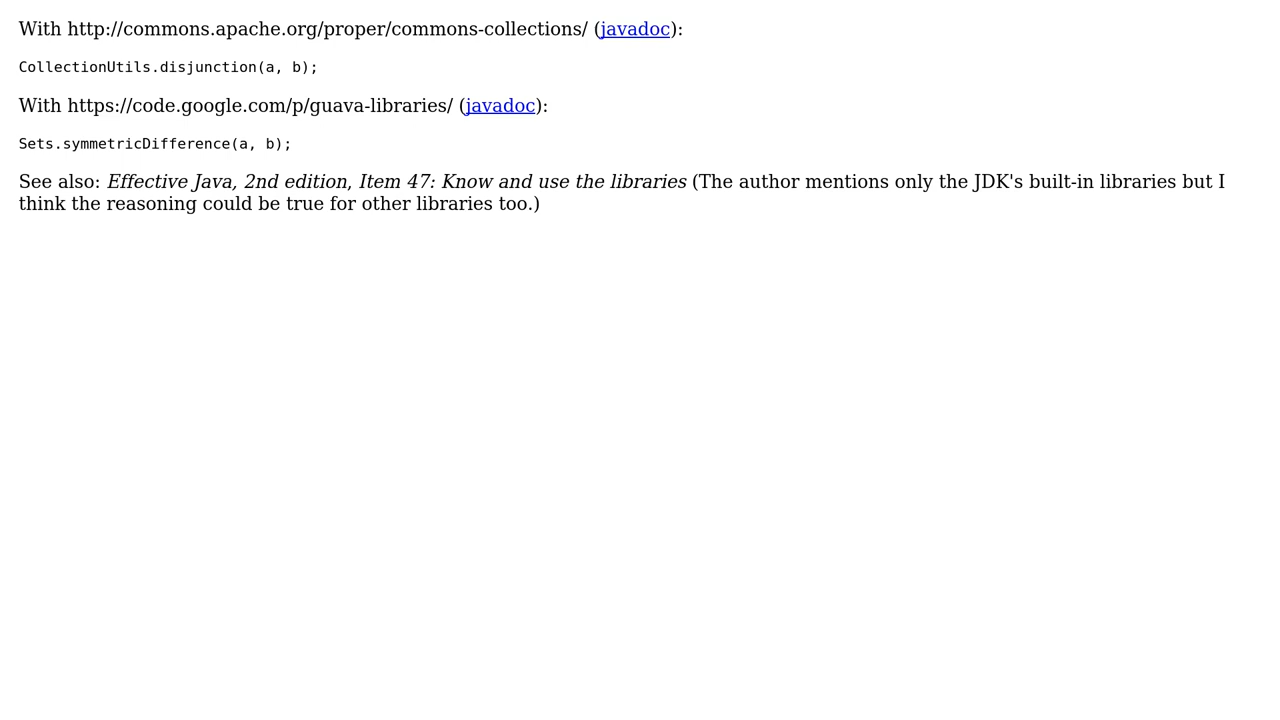 With http://commons.apache.org/proper/commons-collections/ (javadoc):
CollectionUtils.disjunction(a, b);
With https://code.google.com/p/guava-libraries/ (javadoc):
Sets.symmetricDifference(a, b);
See also: Effective Java, 2nd edition, Item 47: Know and use the libraries (The author mentions only the JDK's built-in libraries but I
think the reasoning could be true for other libraries too.)